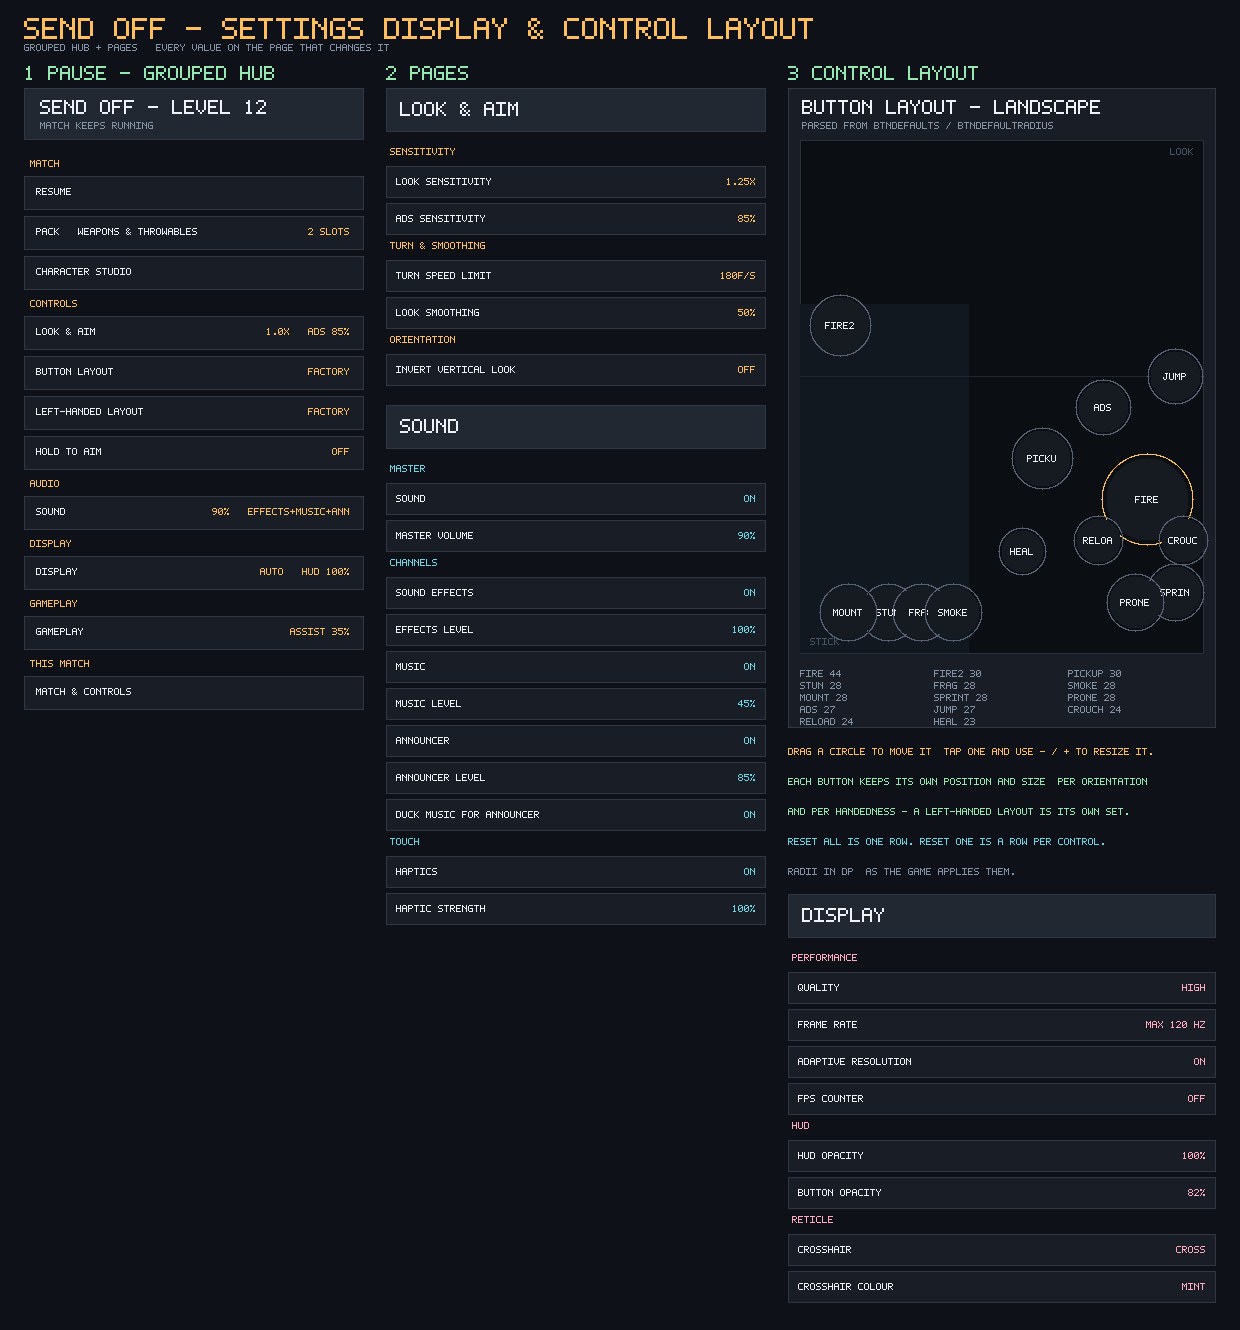 SEND OFF - SETTINGS DISPLAY & CONTROL LAYOUT
GROUPED HUB + PAGES EVERY VALUE ON THE PAGE THAT CHANGES IT
1 PAUSE - GROUPED HUB
SEND OFF - LEVEL 12
MATCH KEEPS RUNNING
MATCH
RESUME
PACK WEAPONS & THROWABLES 2 SLOTS
CHARACTER STUDIO
CONTROLS
LOOK & AIM 1.0X ADS 85%
BUTTON LAYOUT FACTORY
LEFT-HANDED LAYOUT FACTORY
HOLD TO AIM OFF
AUDIO
SOUND 90% EFFECTS+MUSIC+ANN
DISPLAY
DISPLAY AUTO HUD 100%
GAMEPLAY
GAMEPLAY ASSIST 35%
THIS MATCH
MATCH & CONTROLS
2 PAGES
LOOK & AIM
SENSITIVITY
LOOK SENSITIVITY 1.25X
ADS SENSITIVITY 85%
TURN & SMOOTHING
TURN SPEED LIMIT 180F/S
LOOK SMOOTHING 50%
ORIENTATION
INVERT VERTICAL LOOK OFF
SOUND
MASTER
SOUND ON
MASTER VOLUME 90%
CHANNELS
SOUND EFFECTS ON
EFFECTS LEVEL 100%
MUSIC ON
MUSIC LEVEL 45%
ANNOUNCER ON
ANNOUNCER LEVEL 85%
DUCK MUSIC FOR ANNOUNCER ON
TOUCH
HAPTICS ON
HAPTIC STRENGTH 100%
3 CONTROL LAYOUT
BUTTON LAYOUT - LANDSCAPE
PARSED FROM BTNDEFAULTS / BTNDEFAULTRADIUS
LOOK
FIRE2
JUMP
ADS
PICKU
FIRE
RELOA
CROUC
HEAL
SPRIN
PRONE
MOUNT
STU
FRA
SMOKE
STICK
FIRE 44 FIRE2 30 PICKUP 30
STUN 28 FRAG 28 SMOKE 28
MOUNT 28 SPRINT 28 PRONE 28
ADS 27 JUMP 27 CROUCH 24
RELOAD 24 HEAL 23
DRAG A CIRCLE TO MOVE IT TAP ONE AND USE - / + TO RESIZE IT.
EACH BUTTON KEEPS ITS OWN POSITION AND SIZE PER ORIENTATION
AND PER HANDEDNESS - A LEFT-HANDED LAYOUT IS ITS OWN SET.
RESET ALL IS ONE ROW. RESET ONE IS A ROW PER CONTROL.
RADII IN DP AS THE GAME APPLIES THEM.
DISPLAY
PERFORMANCE
QUALITY HIGH
FRAME RATE MAX 120 HZ
ADAPTIVE RESOLUTION ON
FPS COUNTER OFF
HUD
HUD OPACITY 100%
BUTTON OPACITY 82%
RETICLE
CROSSHAIR CROSS
CROSSHAIR COLOUR MINT